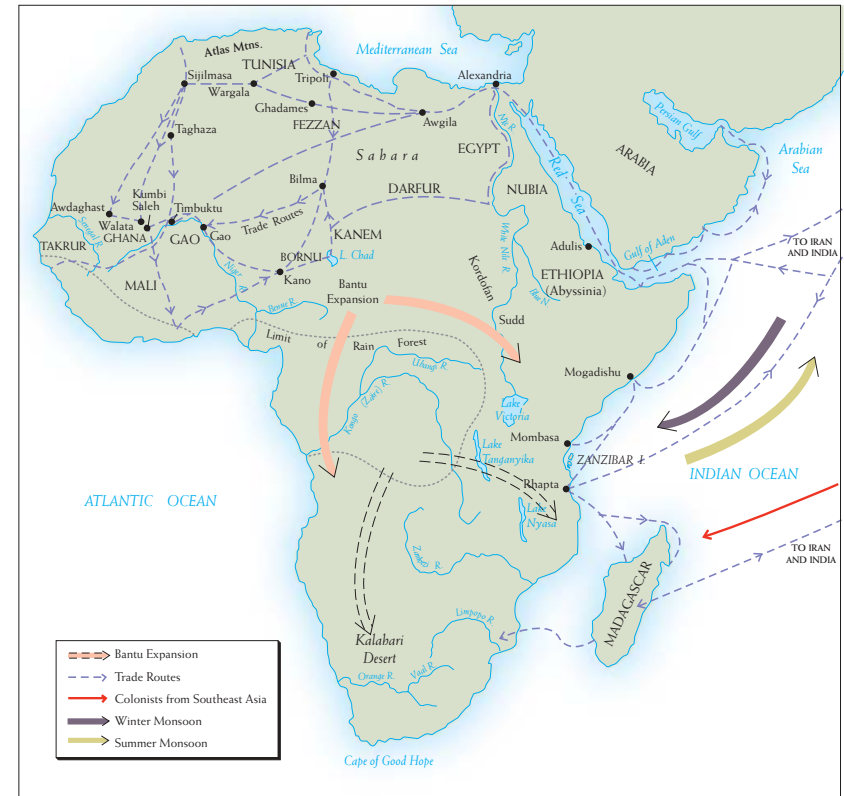 Mediterranean Sea
Atlas Mtns.
TUNISIA
Sijilmasa
Wargala
Tripoli
Alexandria
Ghadames
FEZZAN
Awgila
Taghaza
Sahara
EGYPT
Persian Gulf
Arabian
Sea
ARABIA
Red Sea
Bilma
DARFUR
NUBIA
Awdaghast
Kumbi
Saleh
Timbuktu
Walata
GHANA
GAO
Gao
Trade Routes
KANEM
TAKRUR
Senegal R.
BORNU
L. Chad
White Nile R.
Adulis
Gulf of Aden
TO IRAN
AND INDIA
MALI
Niger R.
Kano
Kordofan
ETHIOPIA
(Abyssinia)
Blue N.
Bantu
Expansion
Benue R.
Sudd
Limit of Rain Forest
Ubangi R.
Mogadishu
(Zaire) R.
Lake
Victoria
Mombasa
ZANZIBAR I.
Lake
Tanganyika
Rhapta
INDIAN OCEAN
ATLANTIC OCEAN
Lake
Nyasa
TO IRAN
AND INDIA
MADAGASCAR
Limpopo R.
Kalahari
Desert
Vaal R.
Orange R.
Bantu Expansion
Trade Routes
Colonists from Southeast Asia
Winter Monsoon
Summer Monsoon
Cape of Good Hope